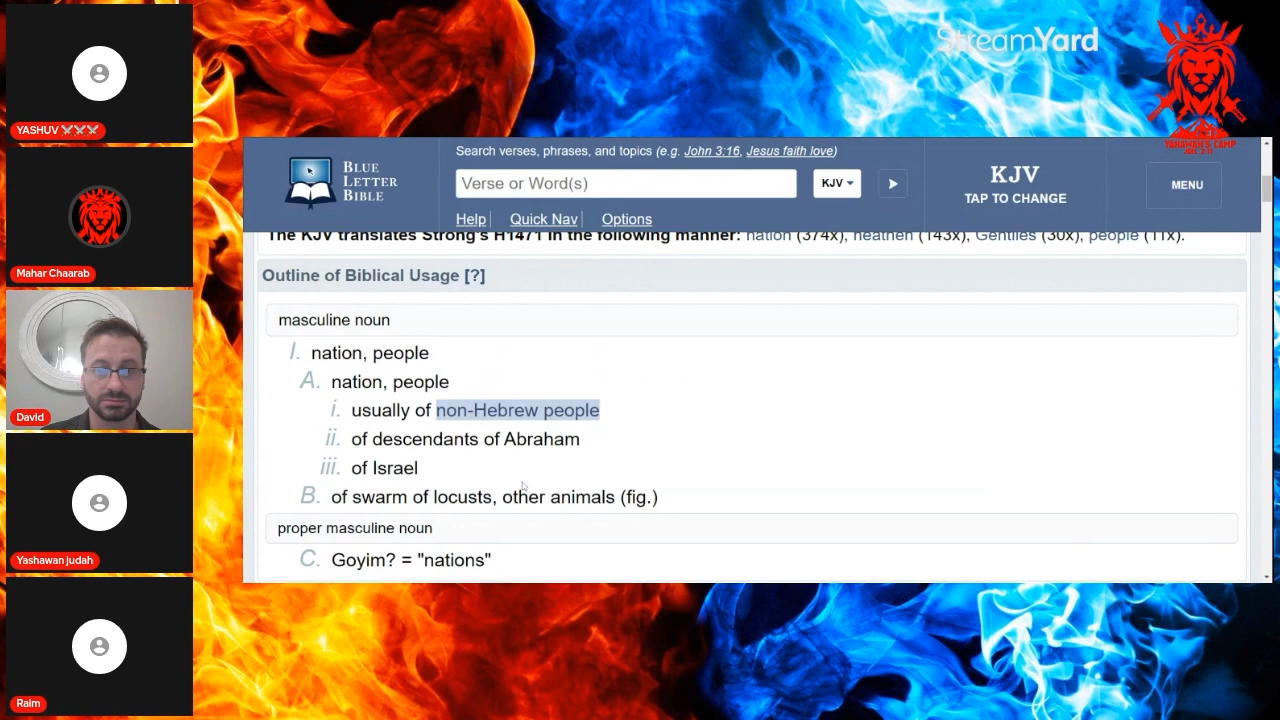 YASHUV ⚔⚔⚔
Mahar Chaarab
David
Yashawan judah
Raim
StreamYard
YAHAWAH'S CAMP
BLUE
LETTER
BIBLE
Search verses, phrases, and topics (e.g. John 3:16, Jesus faith love)
Verse or Word(s)
KJV
Help
Quick Nav
Options
KJV
TAP TO CHANGE
MENU
The KJV translates Strong's H1471 in the following manner: nation (374x), heathen (143x), Gentiles (30x), people (11x).
Outline of Biblical Usage [?]
masculine noun
I. nation, people
A. nation, people
i. usually of non-Hebrew people
ii. of descendants of Abraham
iii. of Israel
B. of swarm of locusts, other animals (fig.)
proper masculine noun
C. Goyim? = "nations"